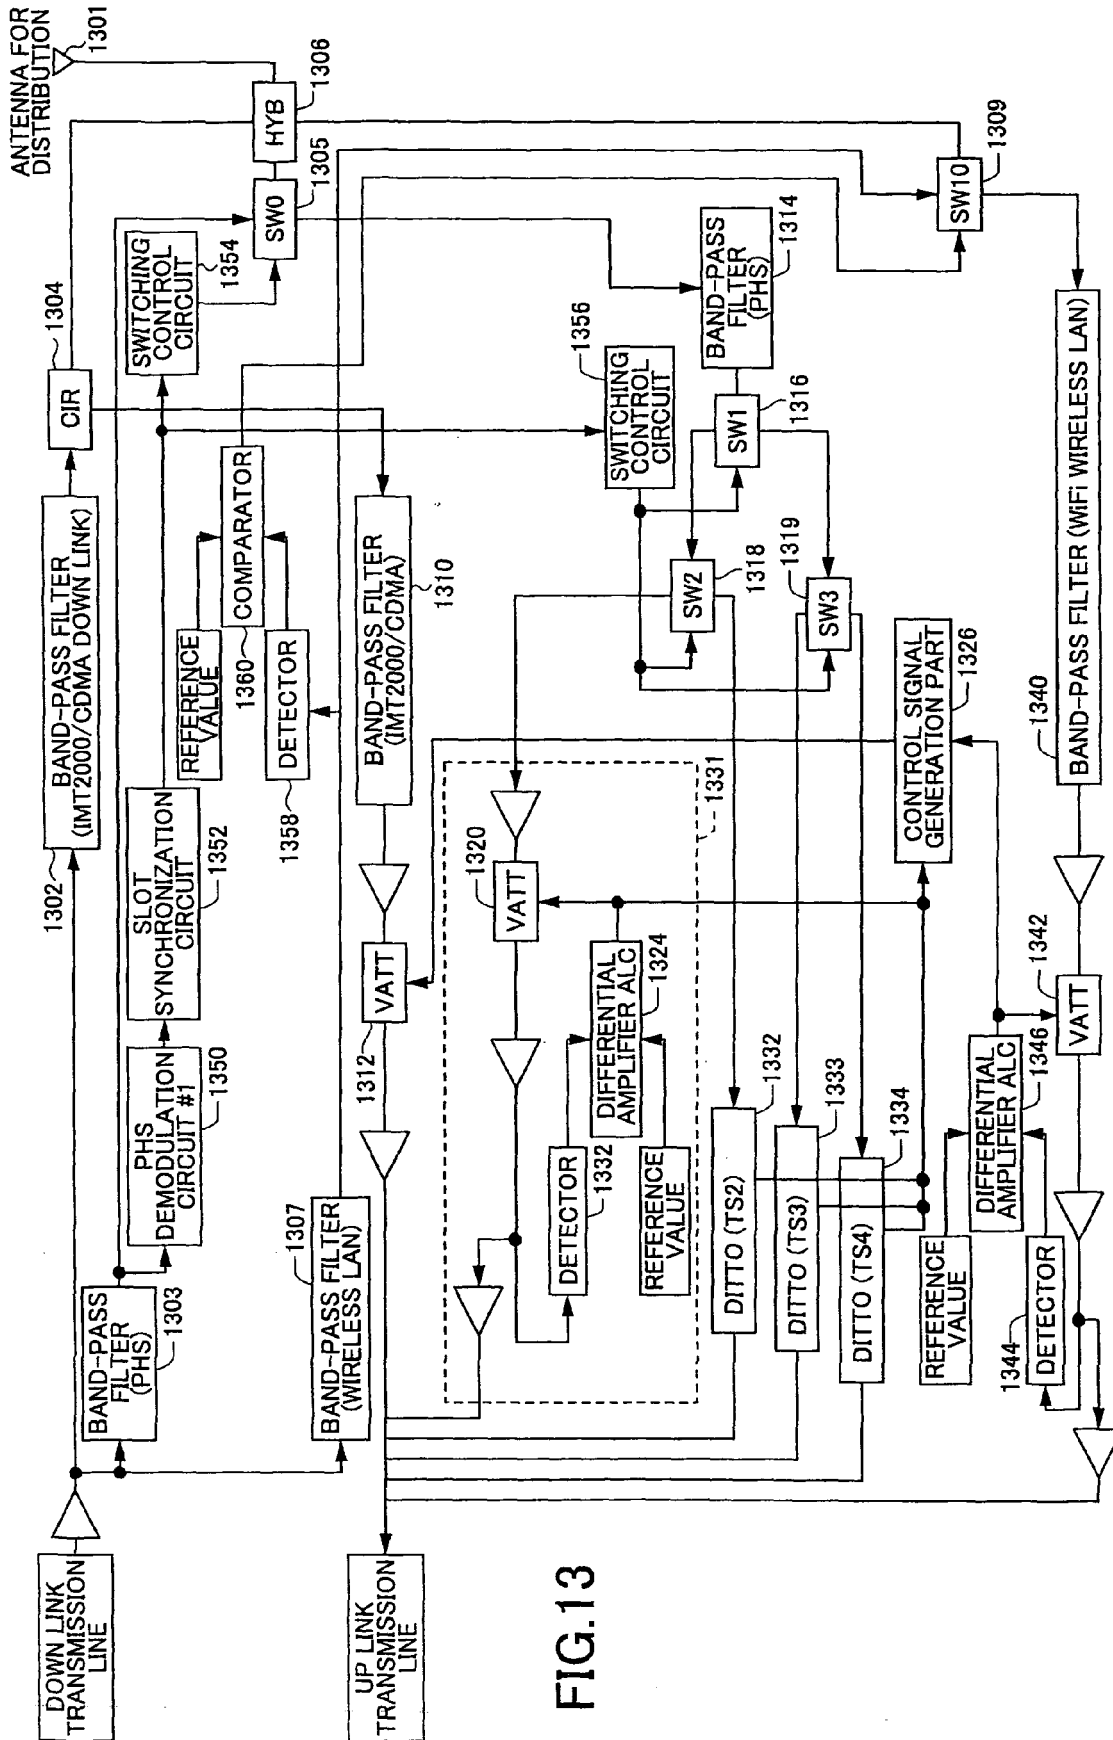 ANTENNA FOR
DISTRIBUTION
1301
DOWN LINK
TRANSMISSION
LINE
BAND-PASS FILTER
(IMT2000/CDMA DOWN LINK)
1302
CIR
1304
HYB
1306
BAND-PASS
FILTER
(PHS)
1303
PHS
DEMODULATION
CIRCUIT #1
1350
SLOT
SYNCHRONIZATION
CIRCUIT
1352
SWITCHING
CONTROL
CIRCUIT
1354
SW0
1305
REFERENCE
VALUE
COMPARATOR
1360
DETECTOR
1358
BAND-PASS FILTER
(WIRELESS LAN)
1307
UP LINK
TRANSMISSION
LINE
VATT
1312
BAND-PASS FILTER
(IMT2000/CDMA)
1310
SWITCHING
CONTROL
CIRCUIT
1356
BAND-PASS
FILTER
(PHS)
1314
SW10
1309
SW1
1316
SW2
1318
SW3
1319
1331
VATT
1320
DETECTOR
1332
DIFFERENTIAL
AMPLIFIER ALC
1324
REFERENCE
VALUE
DITTO (TS2)
1332
DITTO (TS3)
1333
DITTO (TS4)
1334
CONTROL SIGNAL
GENERATION PART
1326
REFERENCE
VALUE
DIFFERENTIAL
AMPLIFIER ALC
1346
DETECTOR
1344
VATT
1342
BAND-PASS FILTER (WiFi WIRELESS LAN)
1340
FIG.13